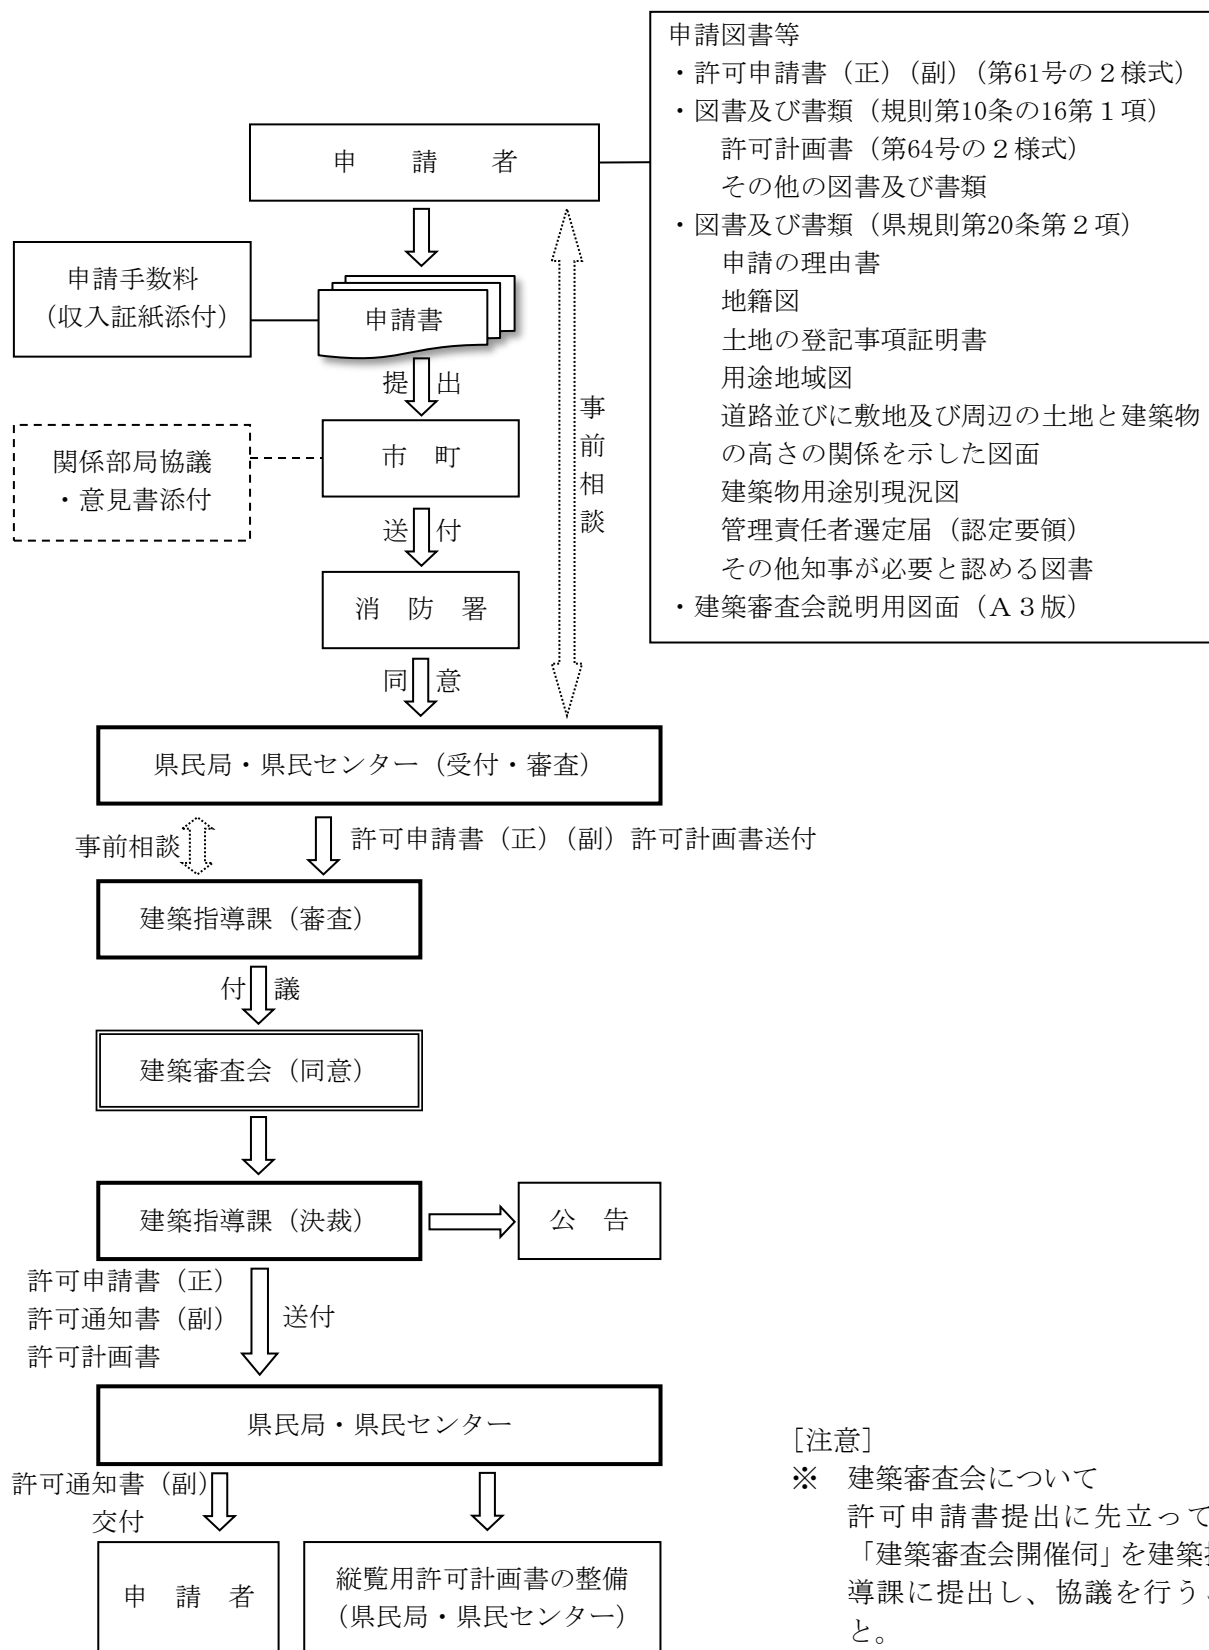 申請図書等
・許可申請書（正）（副）（第61号の２様式）
・図書及び書類（規則第10条の16第１項）
許可計画書（第64号の２様式）
その他の図書及び書類
・図書及び書類（県規則第20条第２項）
申請の理由書
地籍図
土地の登記事項証明書
用途地域図
道路並びに敷地及び周辺の土地と建築物
の高さの関係を示した図面
建築物用途別現況図
管理責任者選定届（認定要領）
その他知事が必要と認める図書
・建築審査会説明用図面（Ａ３版）
申　請　者
申請手数料
（収入証紙添付）
申請書
提　出
事前相談
関係部局協議
・意見書添付
市　町
送　付
消　防　署
同　意
県民局・県民センター（受付・審査）
事前相談
許可申請書（正）（副）許可計画書送付
建築指導課（審査）
付　議
建築審査会（同意）
建築指導課（決裁）
公　告
許可申請書（正）
許可通知書（副）
許可計画書
送付
県民局・県民センター
許可通知書（副）
交付
申　請　者
縦覧用許可計画書の整備
（県民局・県民センター）
［注意］
※　建築審査会について
許可申請書提出に先立って
「建築審査会開催伺」を建築
導課に提出し、協議を行う
と。